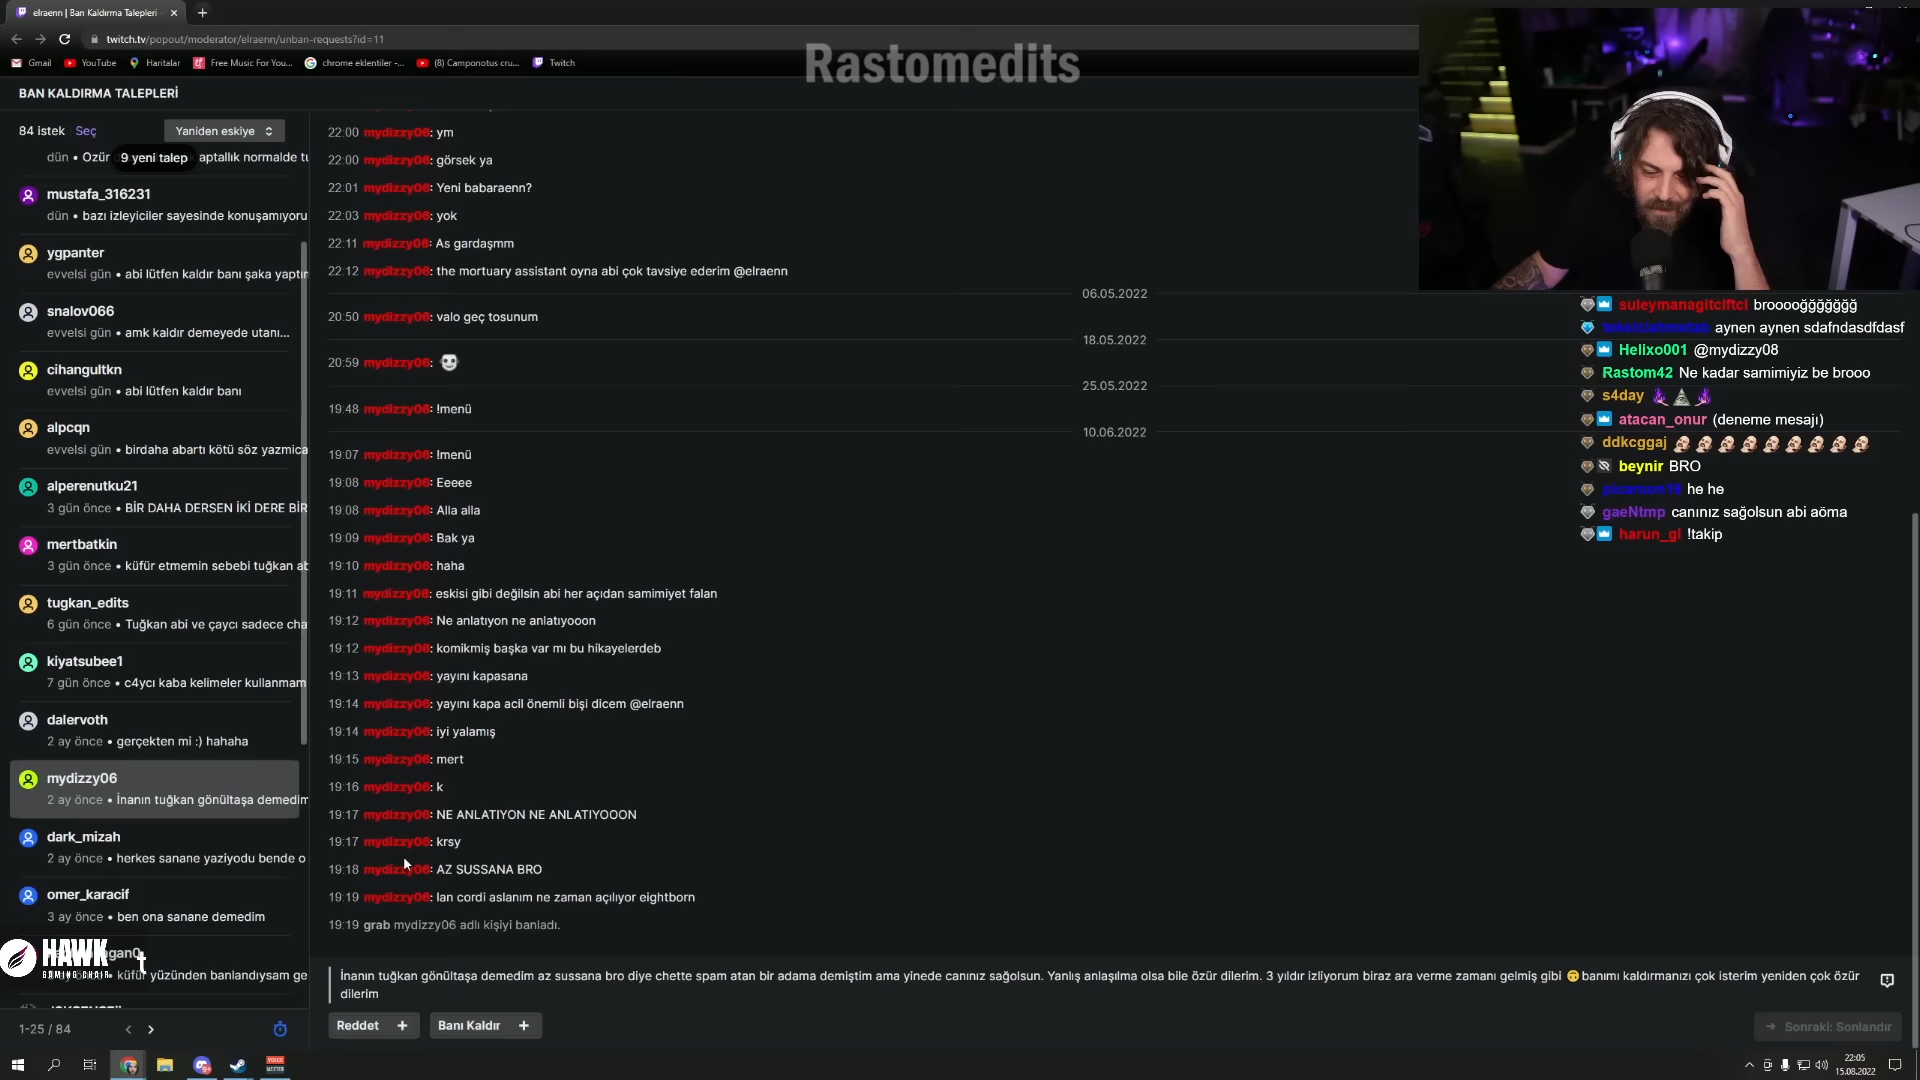 elraenn | Ban Kaldırma Talepleri
twitch.tv/popout/moderator/elraenn/unban-requests?id=11
Gmail
YouTube
Haritalar
Free Music For You...
chrome eklentiler -...
(8) Camponotus cru...
Twitch
Rastomedits
BAN KALDIRMA TALEPLERİ
84 istek Seç
Yaniden eskiye
dün • Özür
9 yeni talep
aptallık normalde tu
mustafa_316231
dün • bazı izleyiciler sayesinde konuşamıyoru
ygpanter
evvelsi gün • abi lütfen kaldır banı şaka yaptın
snalov066
evvelsi gün • amk kaldır demeyede utanı...
cihangultkn
evvelsi gün • abi lütfen kaldır banı
alpcqn
evvelsi gün • birdaha abartı kötü söz yazmica
alperenutku21
3 gün önce • BİR DAHA DERSEN İKİ DERE BİR
mertbatkin
3 gün önce • küfür etmemin sebebi tuğkan ab
tugkan_edits
6 gün önce • Tuğkan abi ve çaycı sadece cha
kiyatsubee1
7 gün önce • c4ycı kaba kelimeler kullanmam
dalervoth
2 ay önce • gerçekten mi :) hahaha
mydizzy06
2 ay önce • İnanın tuğkan gönültaşa demedim
dark_mizah
2 ay önce • herkes sanane yaziyodu bende o
omer_karacif
3 ay önce • ben ona sanane demedim
HAWK
GAMING CHAIR
t
gan0
küfür yüzünden banlandıysam ge
1-25 / 84
22:00 mydizzy06: ym
22:00 mydizzy06: görsek ya
22:01 mydizzy06: Yeni babaraenn?
22:03 mydizzy06: yok
22:11 mydizzy06: As gardaşmm
22:12 mydizzy06: the mortuary assistant oyna abi çok tavsiye ederim @elraenn
06.05.2022
20:50 mydizzy06: valo geç tosunum
18.05.2022
20:59 mydizzy06:
25.05.2022
19:48 mydizzy06: !menü
10.06.2022
19:07 mydizzy06: !menü
19:08 mydizzy06: Eeeee
19:08 mydizzy06: Alla alla
19:09 mydizzy06: Bak ya
19:10 mydizzy06: haha
19:11 mydizzy06: eskisi gibi değilsin abi her açıdan samimiyet falan
19:12 mydizzy06: Ne anlatıyon ne anlatıyooon
19:12 mydizzy06: komikmiş başka var mı bu hikayelerdeb
19:13 mydizzy06: yayını kapasana
19:14 mydizzy06: yayını kapa acil önemli bişi dicem @elraenn
19:14 mydizzy06: iyi yalamış
19:15 mydizzy06: mert
19:16 mydizzy06: k
19:17 mydizzy06: NE ANLATIYON NE ANLATIYOOON
19:17 mydizzy06: krsy
19:18 mydizzy06: AZ SUSSANA BRO
19:19 mydizzy06: lan cordi aslanım ne zaman açılıyor eightborn
19:19 grab mydizzy06 adlı kişiyi banladı.
İnanın tuğkan gönültaşa demedim az sussana bro diye chette spam atan bir adama demiştim ama yinede canınız sağolsun. Yanlış anlaşılma olsa bile özür dilerim. 3 yıldır izliyorum biraz ara verme zamanı gelmiş gibi 🙃 banımı kaldırmanızı çok isterim yeniden çok özür
dilerim
Reddet +
Banı Kaldır +
Sonraki: Sonlandır
suleymanagitciftci brooooğğğğğğğ
aynen aynen sdafndasdfdasf
Helixo001 @mydizzy08
Rastom42 Ne kadar samimiyiz be brooo
s4day
atacan_onur (deneme mesajı)
ddkcggaj
beynir BRO
picaroon19 he he
gaeNtmp canınız sağolsun abi aöma
harun_gl !takip
VOICE
MEETER
22:05
15.08.2022